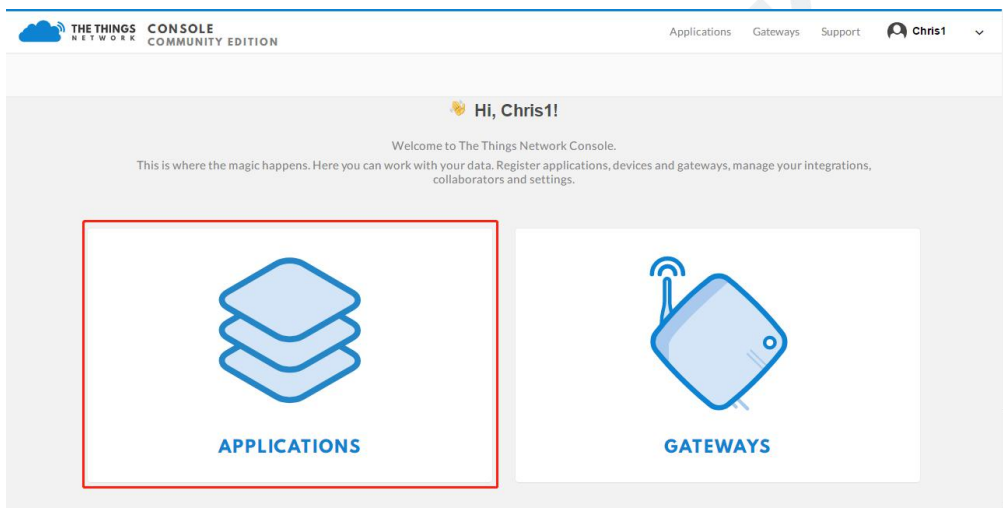 THE THINGS NETWORK CONSOLE COMMUNITY EDITION
Applications Gateways Support Chris1
👋 Hi, Chris1!
Welcome to The Things Network Console.
This is where the magic happens. Here you can work with your data. Register applications, devices and gateways, manage your integrations,
collaborators and settings.
APPLICATIONS
GATEWAYS